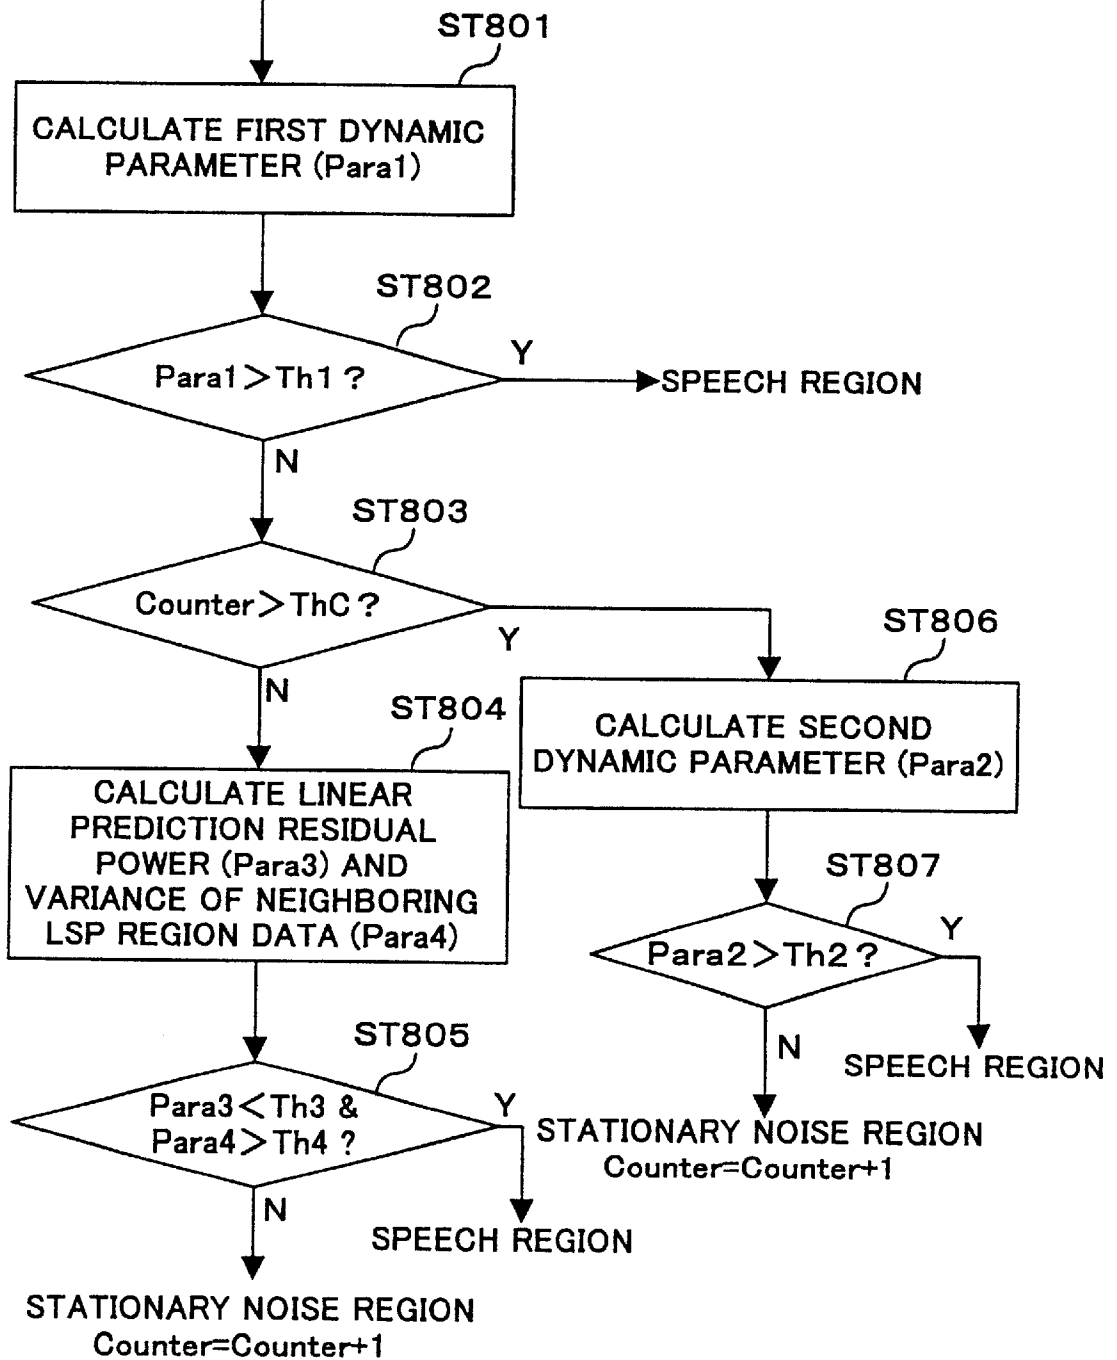 ST801
CALCULATE FIRST DYNAMIC
PARAMETER (Para1)
ST802
Para1>Th1?
Y
SPEECH REGION
N
ST803
Counter>ThC?
Y
N
ST804
CALCULATE LINEAR
PREDICTION RESIDUAL
POWER (Para3) AND
VARIANCE OF NEIGHBORING
LSP REGION DATA (Para4)
ST805
Para3<Th3 &
Para4>Th4 ?
Y
SPEECH REGION
N
STATIONARY NOISE REGION
Counter=Counter+1
ST806
CALCULATE SECOND
DYNAMIC PARAMETER (Para2)
ST807
Para2>Th2?
Y
SPEECH REGION
N
STATIONARY NOISE REGION
Counter=Counter+1